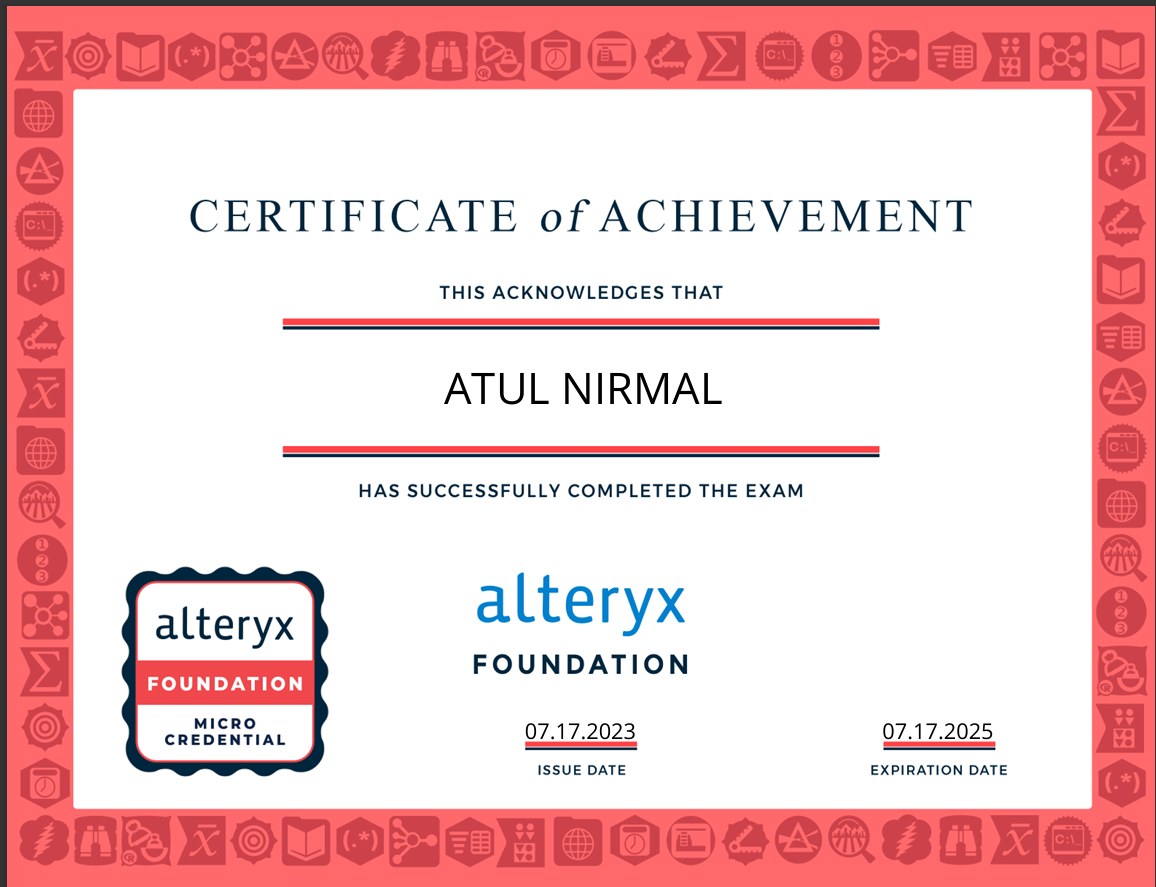 CERTIFICATE of ACHIEVEMENT
THIS ACKNOWLEDGES THAT
ATUL NIRMAL
HAS SUCCESSFULLY COMPLETED THE EXAM
alteryx
FOUNDATION
MICRO
CREDENTIAL
alteryx
FOUNDATION
07.17.2023
ISSUE DATE
07.17.2025
EXPIRATION DATE